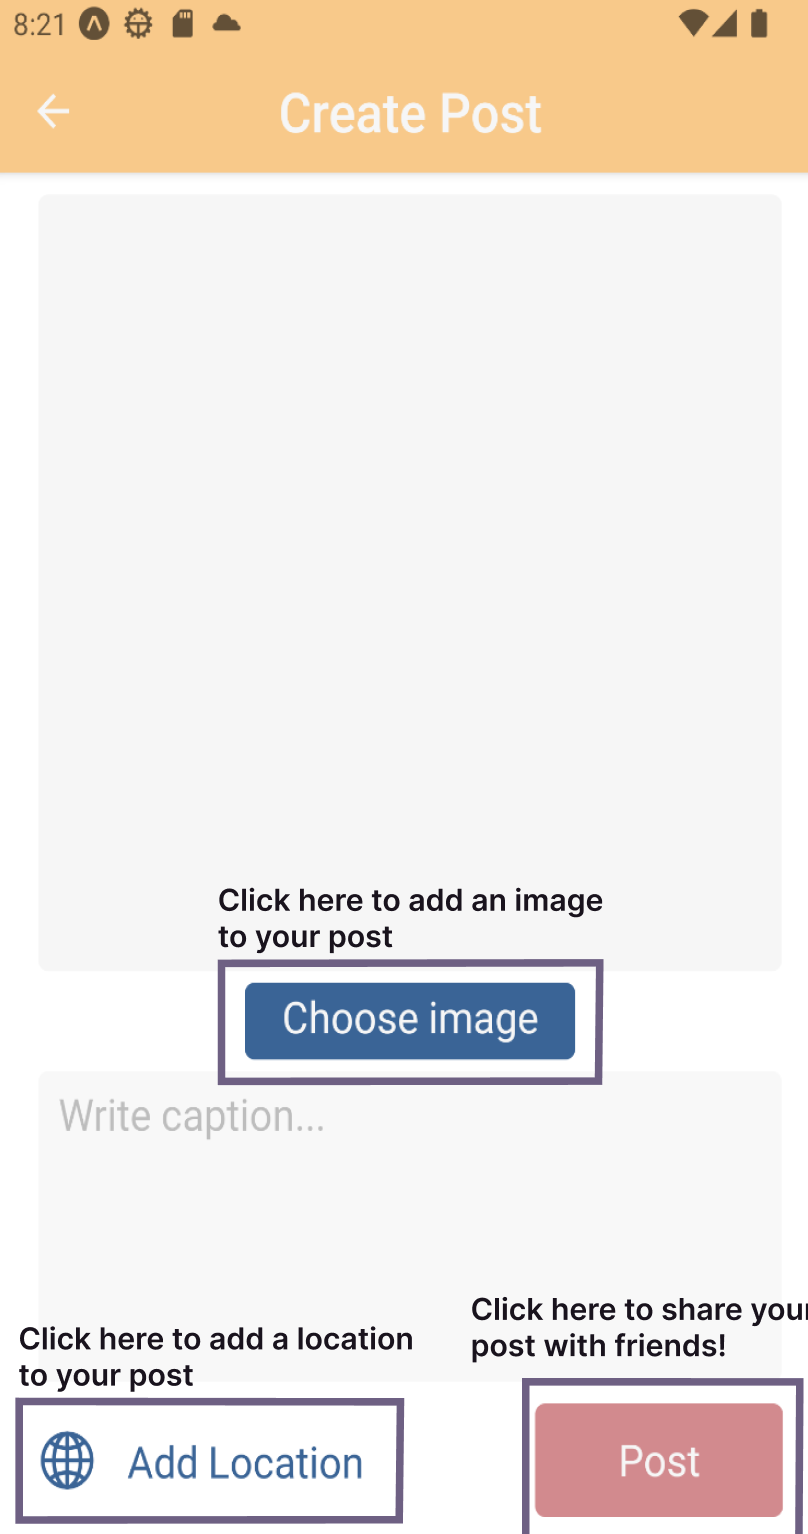 8:21
Create Post
Click here to add an image
to your post
Choose image
Write caption...
Click here to share your
post with friends!
Click here to add a location
to your post
Add Location
Post